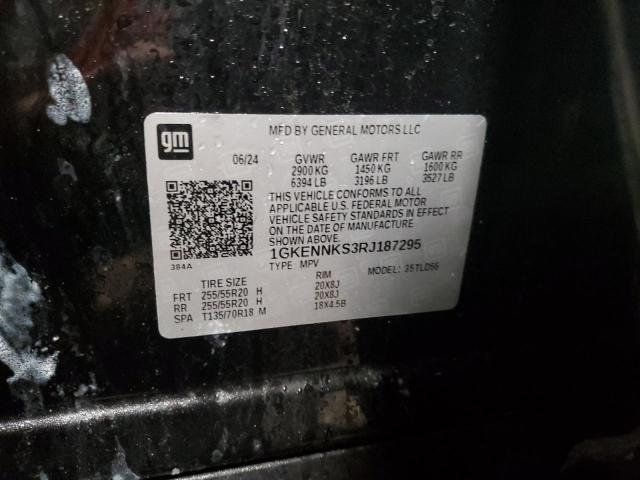 gm
MFD BY GENERAL MOTORS LLC
06/24 GVWR GAWR FRT GAWR RR
2900 KG 1450 KG 1600 KG
6394 LB 3196 LB 3527 LB
THIS VEHICLE CONFORMS TO ALL
APPLICABLE U.S. FEDERAL MOTOR
VEHICLE SAFETY STANDARDS IN EFFECT
ON THE DATE OF MANUFACTURE
SHOWN ABOVE.
1GKENNKS3RJ187295
384A
TYPE MPV MODEL: 3STLD56
TIRE SIZE RIM
FRT 255/55R20 H 20X8J
RR 255/55R20 H 20X8J
SPA T135/70R18 M 18X4.5B